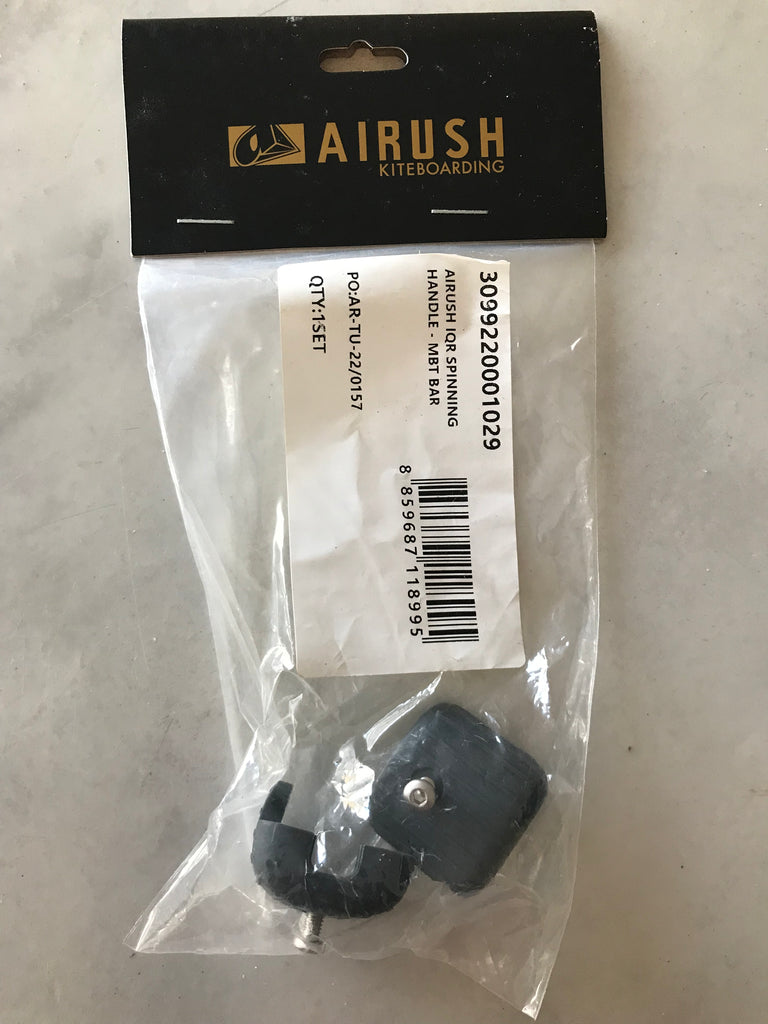 AIRUSH
KITEBOARDING
3099220001029
AIRUSH IQR SPINNING
HANDLE - MBT BAR
PO:AR-TU-22/0157
QTY:1SET
8 859687 118995